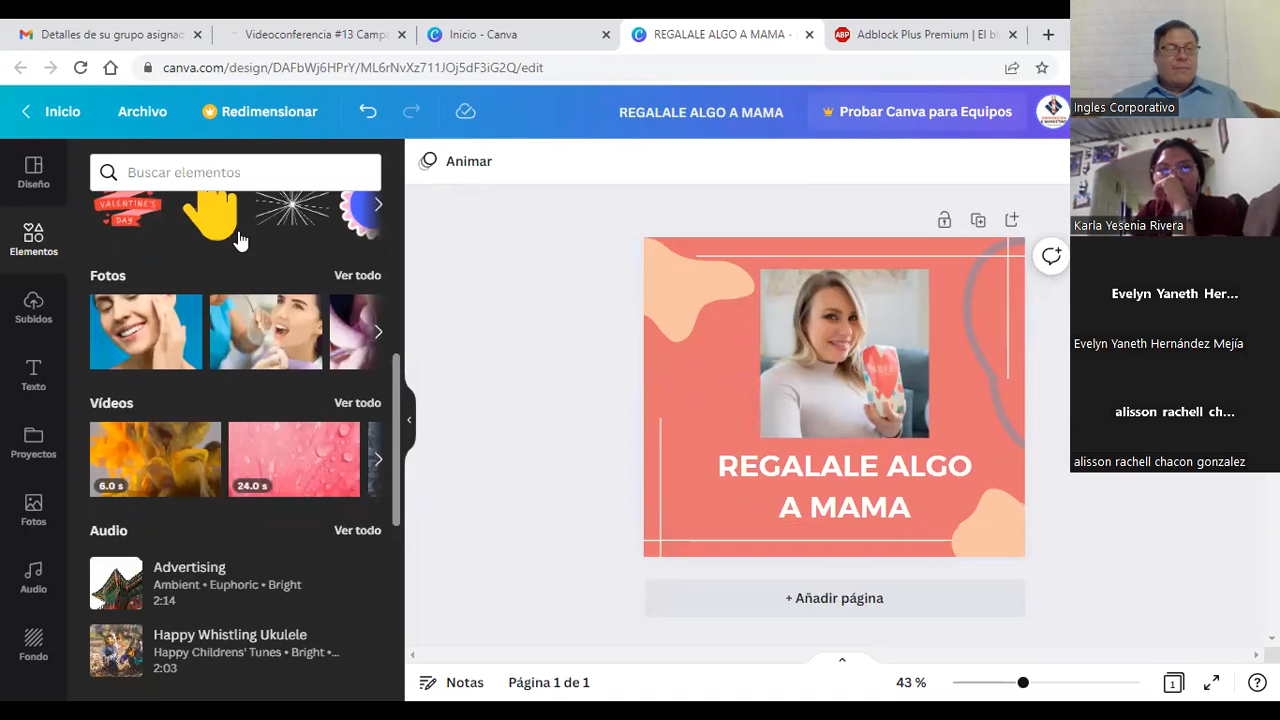 Detalles de su grupo asignac
Videoconferencia #13 Campo
Inicio - Canva
REGALALE ALGO A MAMA -
ABP
Adblock Plus Premium | El bl
canva.com/design/DAFbWj6HPrY/ML6rNvXz711JOj5dF3iG2Q/edit
Inicio
Archivo
Redimensionar
REGALALE ALGO A MAMA
Probar Canva para Equipos
Diseño
Elementos
Subidos
Texto
Proyectos
Fotos
Audio
Fondo
Buscar elementos
VALENTINE'S
DAY
Fotos
Ver todo
Vídeos
Ver todo
6.0 s
24.0 s
Audio
Ver todo
Advertising
Ambient • Euphoric • Bright
2:14
Happy Whistling Ukulele
Happy Childrens' Tunes • Bright •...
2:03
Animar
REGALALE ALGO
A MAMA
+ Añadir página
Notas
Página 1 de 1
43 %
1
Ingles Corporativo
Karla Yesenia Rivera
Evelyn Yaneth Her...
Evelyn Yaneth Hernández Mejía
alisson rachell ch...
alisson rachell chacon gonzalez